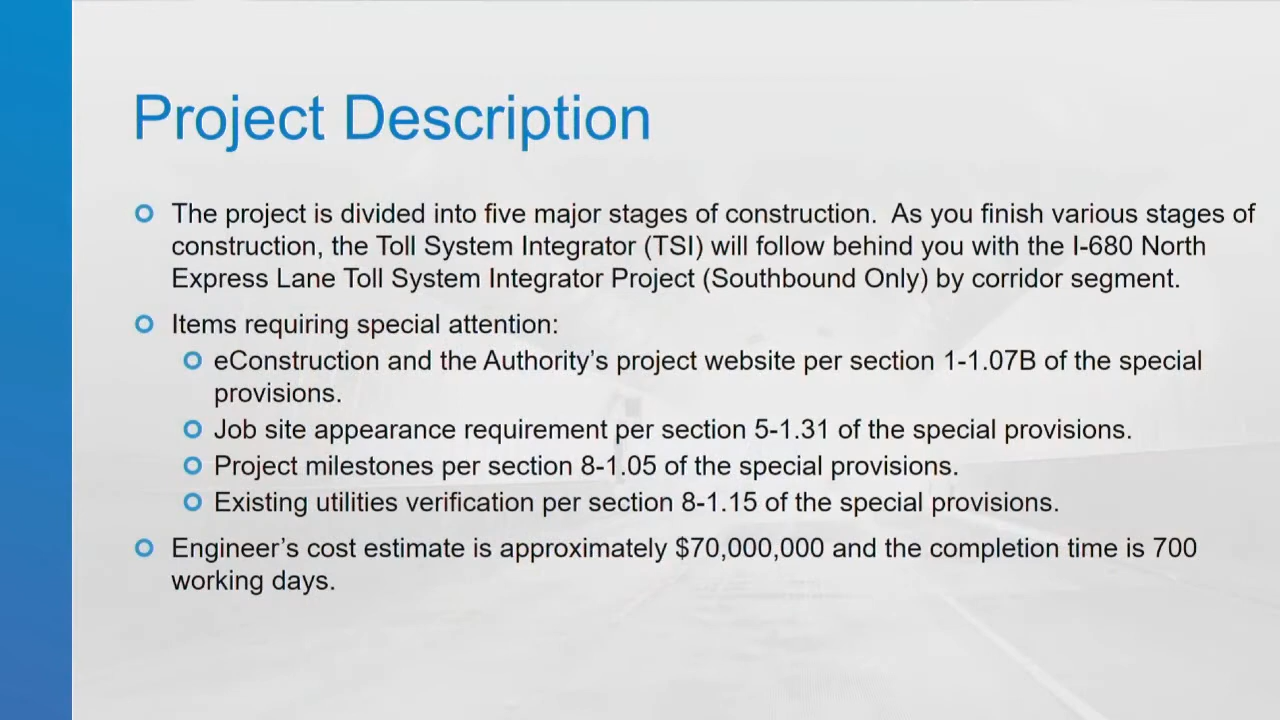 Project Description
The project is divided into five major stages of construction.  As you finish various stages of
construction, the Toll System Integrator (TSI) will follow behind you with the I-680 North
Express Lane Toll System Integrator Project (Southbound Only) by corridor segment.
Items requiring special attention:
eConstruction and the Authority’s project website per section 1-1.07B of the special
provisions.
Job site appearance requirement per section 5-1.31 of the special provisions.
Project milestones per section 8-1.05 of the special provisions.
Existing utilities verification per section 8-1.15 of the special provisions.
Engineer’s cost estimate is approximately $70,000,000 and the completion time is 700
working days.